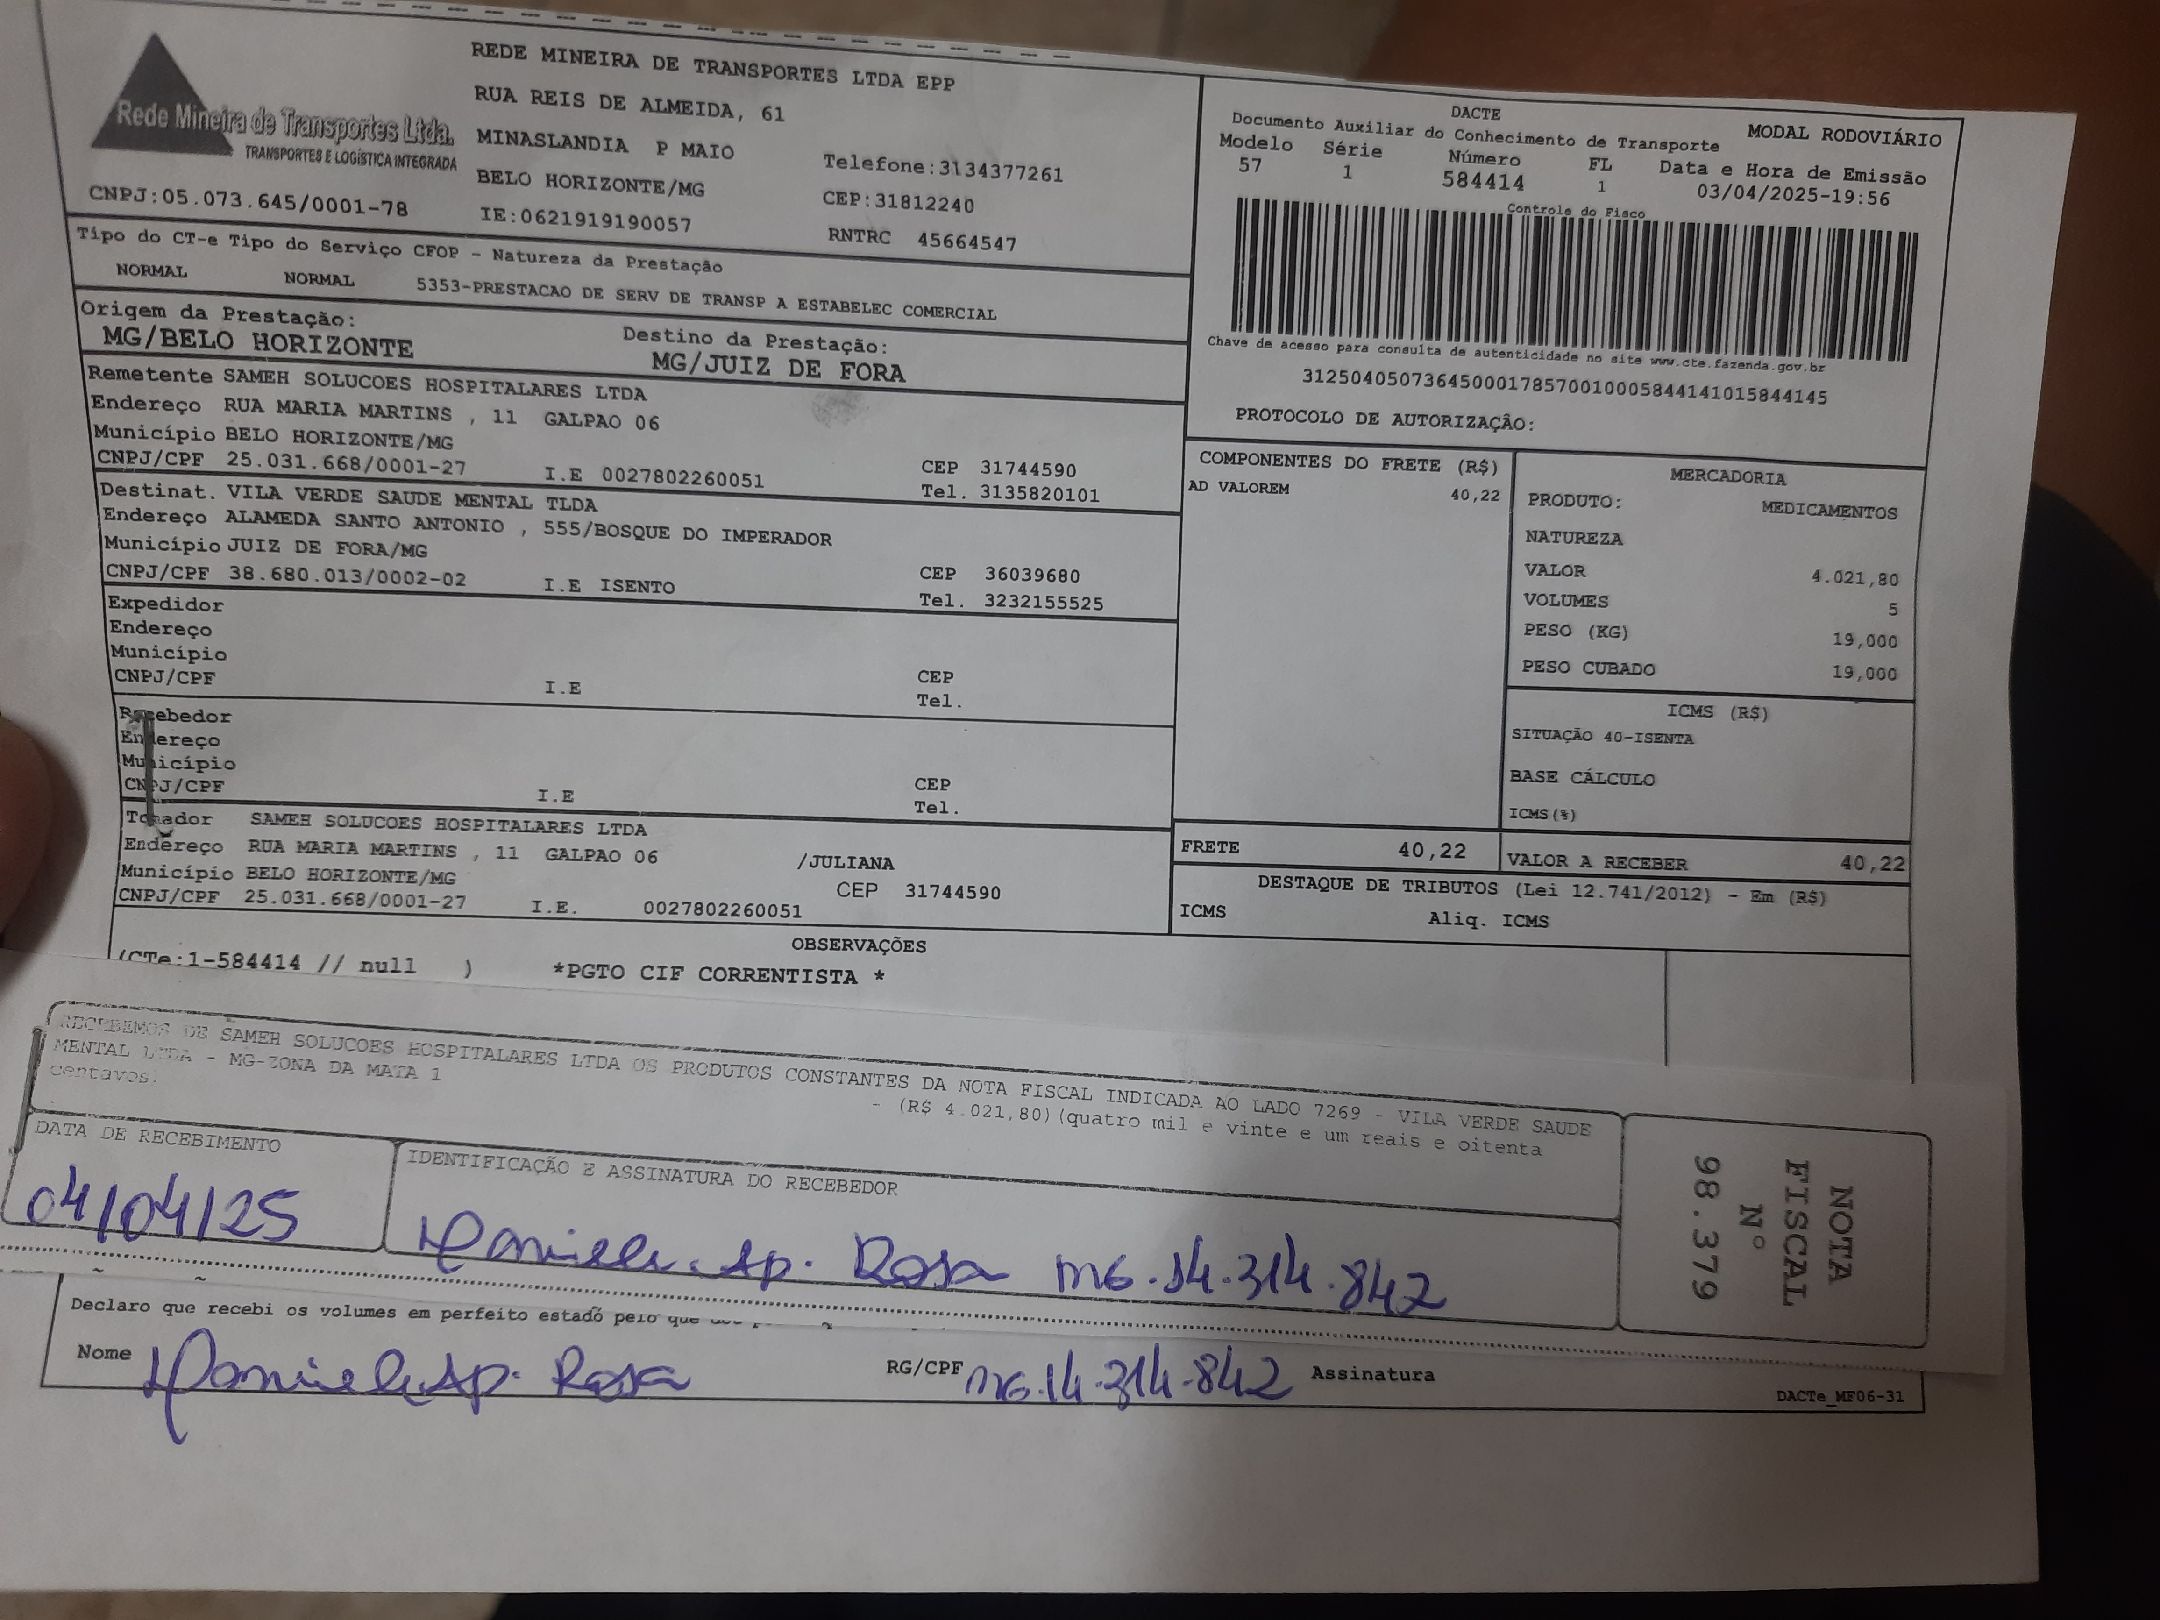 Rede Mineira de Transportes Ltda.
TRANSPORTES E LOGÍSTICA INTEGRADA
CNPJ:05.073.645/0001-78
REDE MINEIRA DE TRANSPORTES LTDA EPP
RUA REIS DE ALMEIDA, 61
MINASLANDIA P MAIO
BELO HORIZONTE/MG
IE:0621919190057
Telefone:3134377261
CEP:31812240
RNTRC 45664547
DACTE
Documento Auxiliar do Conhecimento de Transporte
MODAL RODOVIÁRIO
Modelo Série Número FL Data e Hora de Emissão
57 1 584414 1 03/04/2025-19:56
Controle do Fisco
Chave de acesso para consulta de autenticidade no site www.cte.fazenda.gov.br
31250405073645000178570010005844141015844145
PROTOCOLO DE AUTORIZAÇÃO:
Tipo do CT-e Tipo do Serviço CFOP - Natureza da Prestação
NORMAL NORMAL 5353-PRESTACAO DE SERV DE TRANSP A ESTABELEC COMERCIAL
Origem da Prestação: Destino da Prestação:
MG/BELO HORIZONTE MG/JUIZ DE FORA
Remetente SAMEH SOLUCOES HOSPITALARES LTDA
Endereço RUA MARIA MARTINS , 11 GALPAO 06
Município BELO HORIZONTE/MG CEP 31744590
CNPJ/CPF 25.031.668/0001-27 I.E 0027802260051 Tel. 3135820101
Destinat. VILA VERDE SAUDE MENTAL TLDA
Endereço ALAMEDA SANTO ANTONIO , 555/BOSQUE DO IMPERADOR
Município JUIZ DE FORA/MG CEP 36039680
CNPJ/CPF 38.680.013/0002-02 I.E ISENTO Tel. 3232155525
Expedidor
Endereço
Município CEP
CNPJ/CPF I.E Tel.
Recebedor
Endereço
Município CEP
CNPJ/CPF I.E Tel.
Tomador SAMEH SOLUCOES HOSPITALARES LTDA
Endereço RUA MARIA MARTINS , 11 GALPAO 06 /JULIANA
Município BELO HORIZONTE/MG CEP 31744590
CNPJ/CPF 25.031.668/0001-27 I.E. 0027802260051
COMPONENTES DO FRETE (R$)
AD VALOREM 40,22
MERCADORIA
PRODUTO: MEDICAMENTOS
NATUREZA
VALOR 4.021,80
VOLUMES 5
PESO (KG) 19,000
PESO CUBADO 19,000
ICMS (R$)
SITUAÇÃO 40-ISENTA
BASE CÁLCULO
ICMS(%)
FRETE 40,22 VALOR A RECEBER 40,22
DESTAQUE DE TRIBUTOS (Lei 12.741/2012) - Em (R$)
ICMS Aliq. ICMS
OBSERVAÇÕES
(CTe:1-584414 // null ) *PGTO CIF CORRENTISTA *
RECEBEMOS DE SAMEH SOLUCOES HOSPITALARES LTDA OS PRODUTOS CONSTANTES DA NOTA FISCAL INDICADA AO LADO 7269 - VILA VERDE SAUDE
MENTAL LTDA - MG-ZONA DA MATA 1 - (R$ 4.021,80)(quatro mil e vinte e um reais e oitenta
centavos)
DATA DE RECEBIMENTO
04/04/25
IDENTIFICAÇÃO E ASSINATURA DO RECEBEDOR
Daniele Ap. Rosa MG.14.314.842
NOTA
FISCAL
Nº
98.379
Declaro que recebi os volumes em perfeito estado pelo que
Nome Daniele Ap. Rosa RG/CPF MG.14.314.842 Assinatura
DACTe_MF06-31